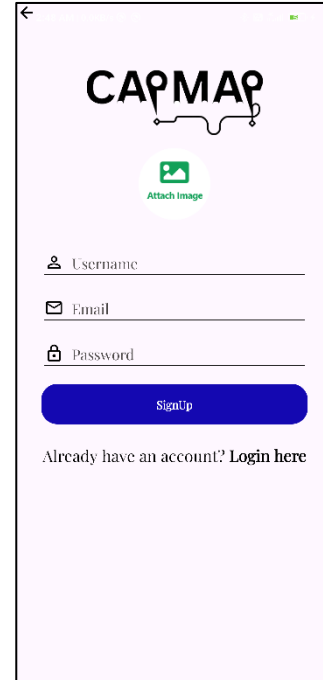 CAPMAP
Attach Image
Username
Email
Password
SignUp
Already have an account? Login here